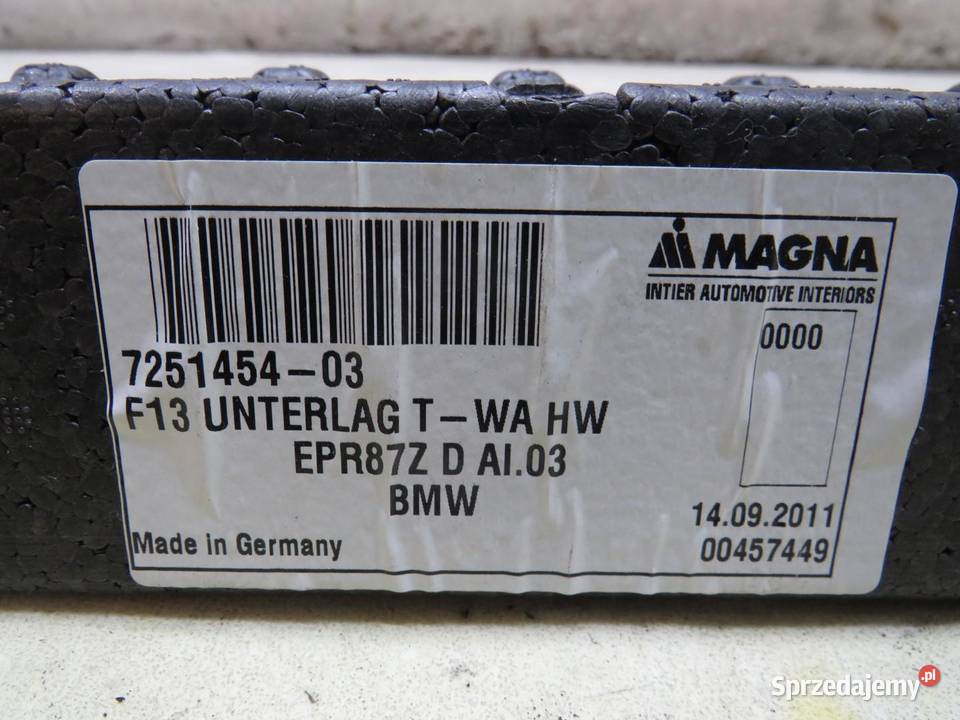 MAGNA
INTIER AUTOMOTIVE INTERIORS
0000
7251454-03
F13 UNTERLAG T-WA HW
EPR87Z D AI.03
BMW
14.09.2011
Made in Germany
00457449
Sprzedajemy.pl